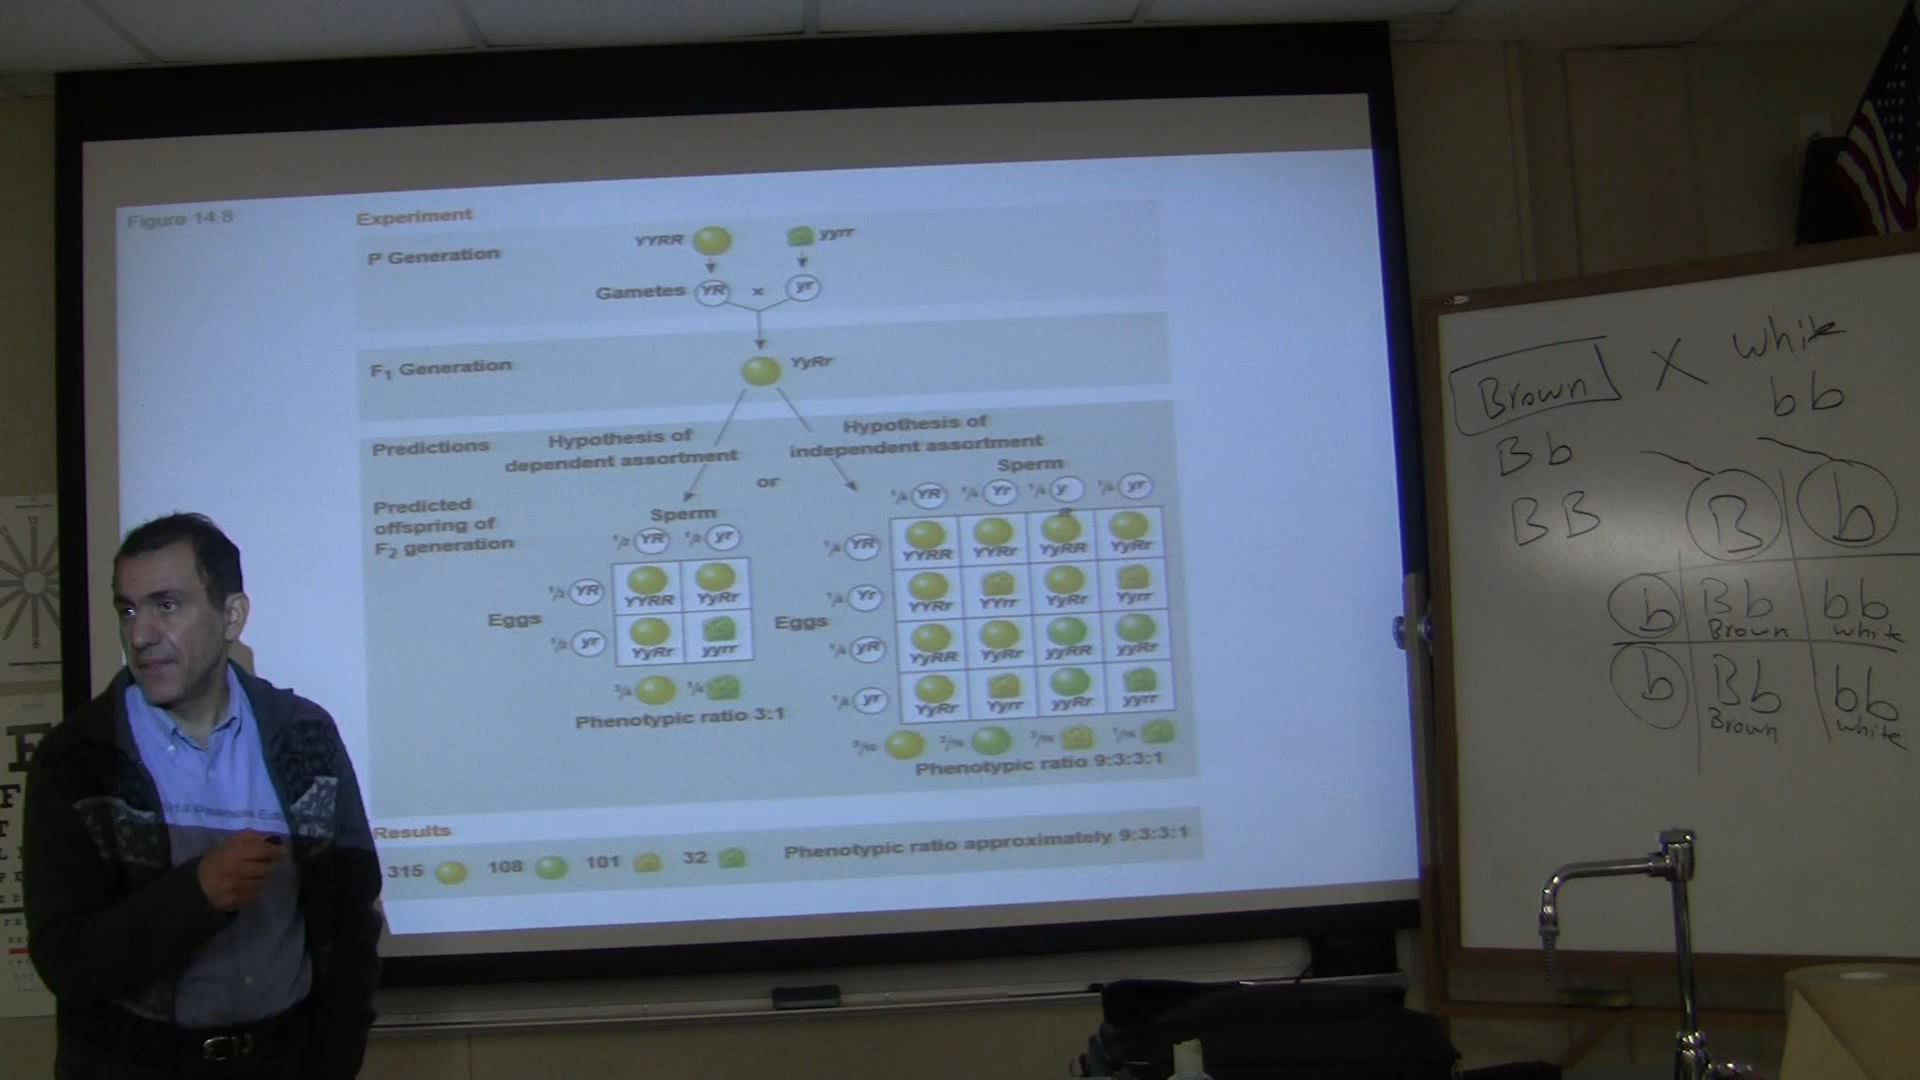 Figure 14.8
Experiment
P Generation
YYRR
yyrr
Gametes YR x yr
F1 Generation
YyRr
Predictions
Hypothesis of
dependent assortment
or
Hypothesis of
independent assortment
Predicted
offspring of
F2 generation
Sperm
1/2 YR 1/2 yr
Eggs
1/2 YR YYRR YyRr
1/2 yr YyRr yyrr
3/4 1/4
Phenotypic ratio 3:1
Sperm
1/4 YR 1/4 Yr 1/4 y 1/4 yr
Eggs
1/4 YR YYRR YYRr YyRR YyRr
1/4 Yr YYRr YYrr YyRr Yyrr
1/4 yR YyRR YyRr yyRR yyRr
1/4 yr YyRr Yyrr yyRr yyrr
9/16 3/16 3/16 1/16
Phenotypic ratio 9:3:3:1
Results
315 108 101 32 Phenotypic ratio approximately 9:3:3:1
Brown X white
Bb bb
BB
B b
b Bb bb
Brown white
b Bb bb
Brown white